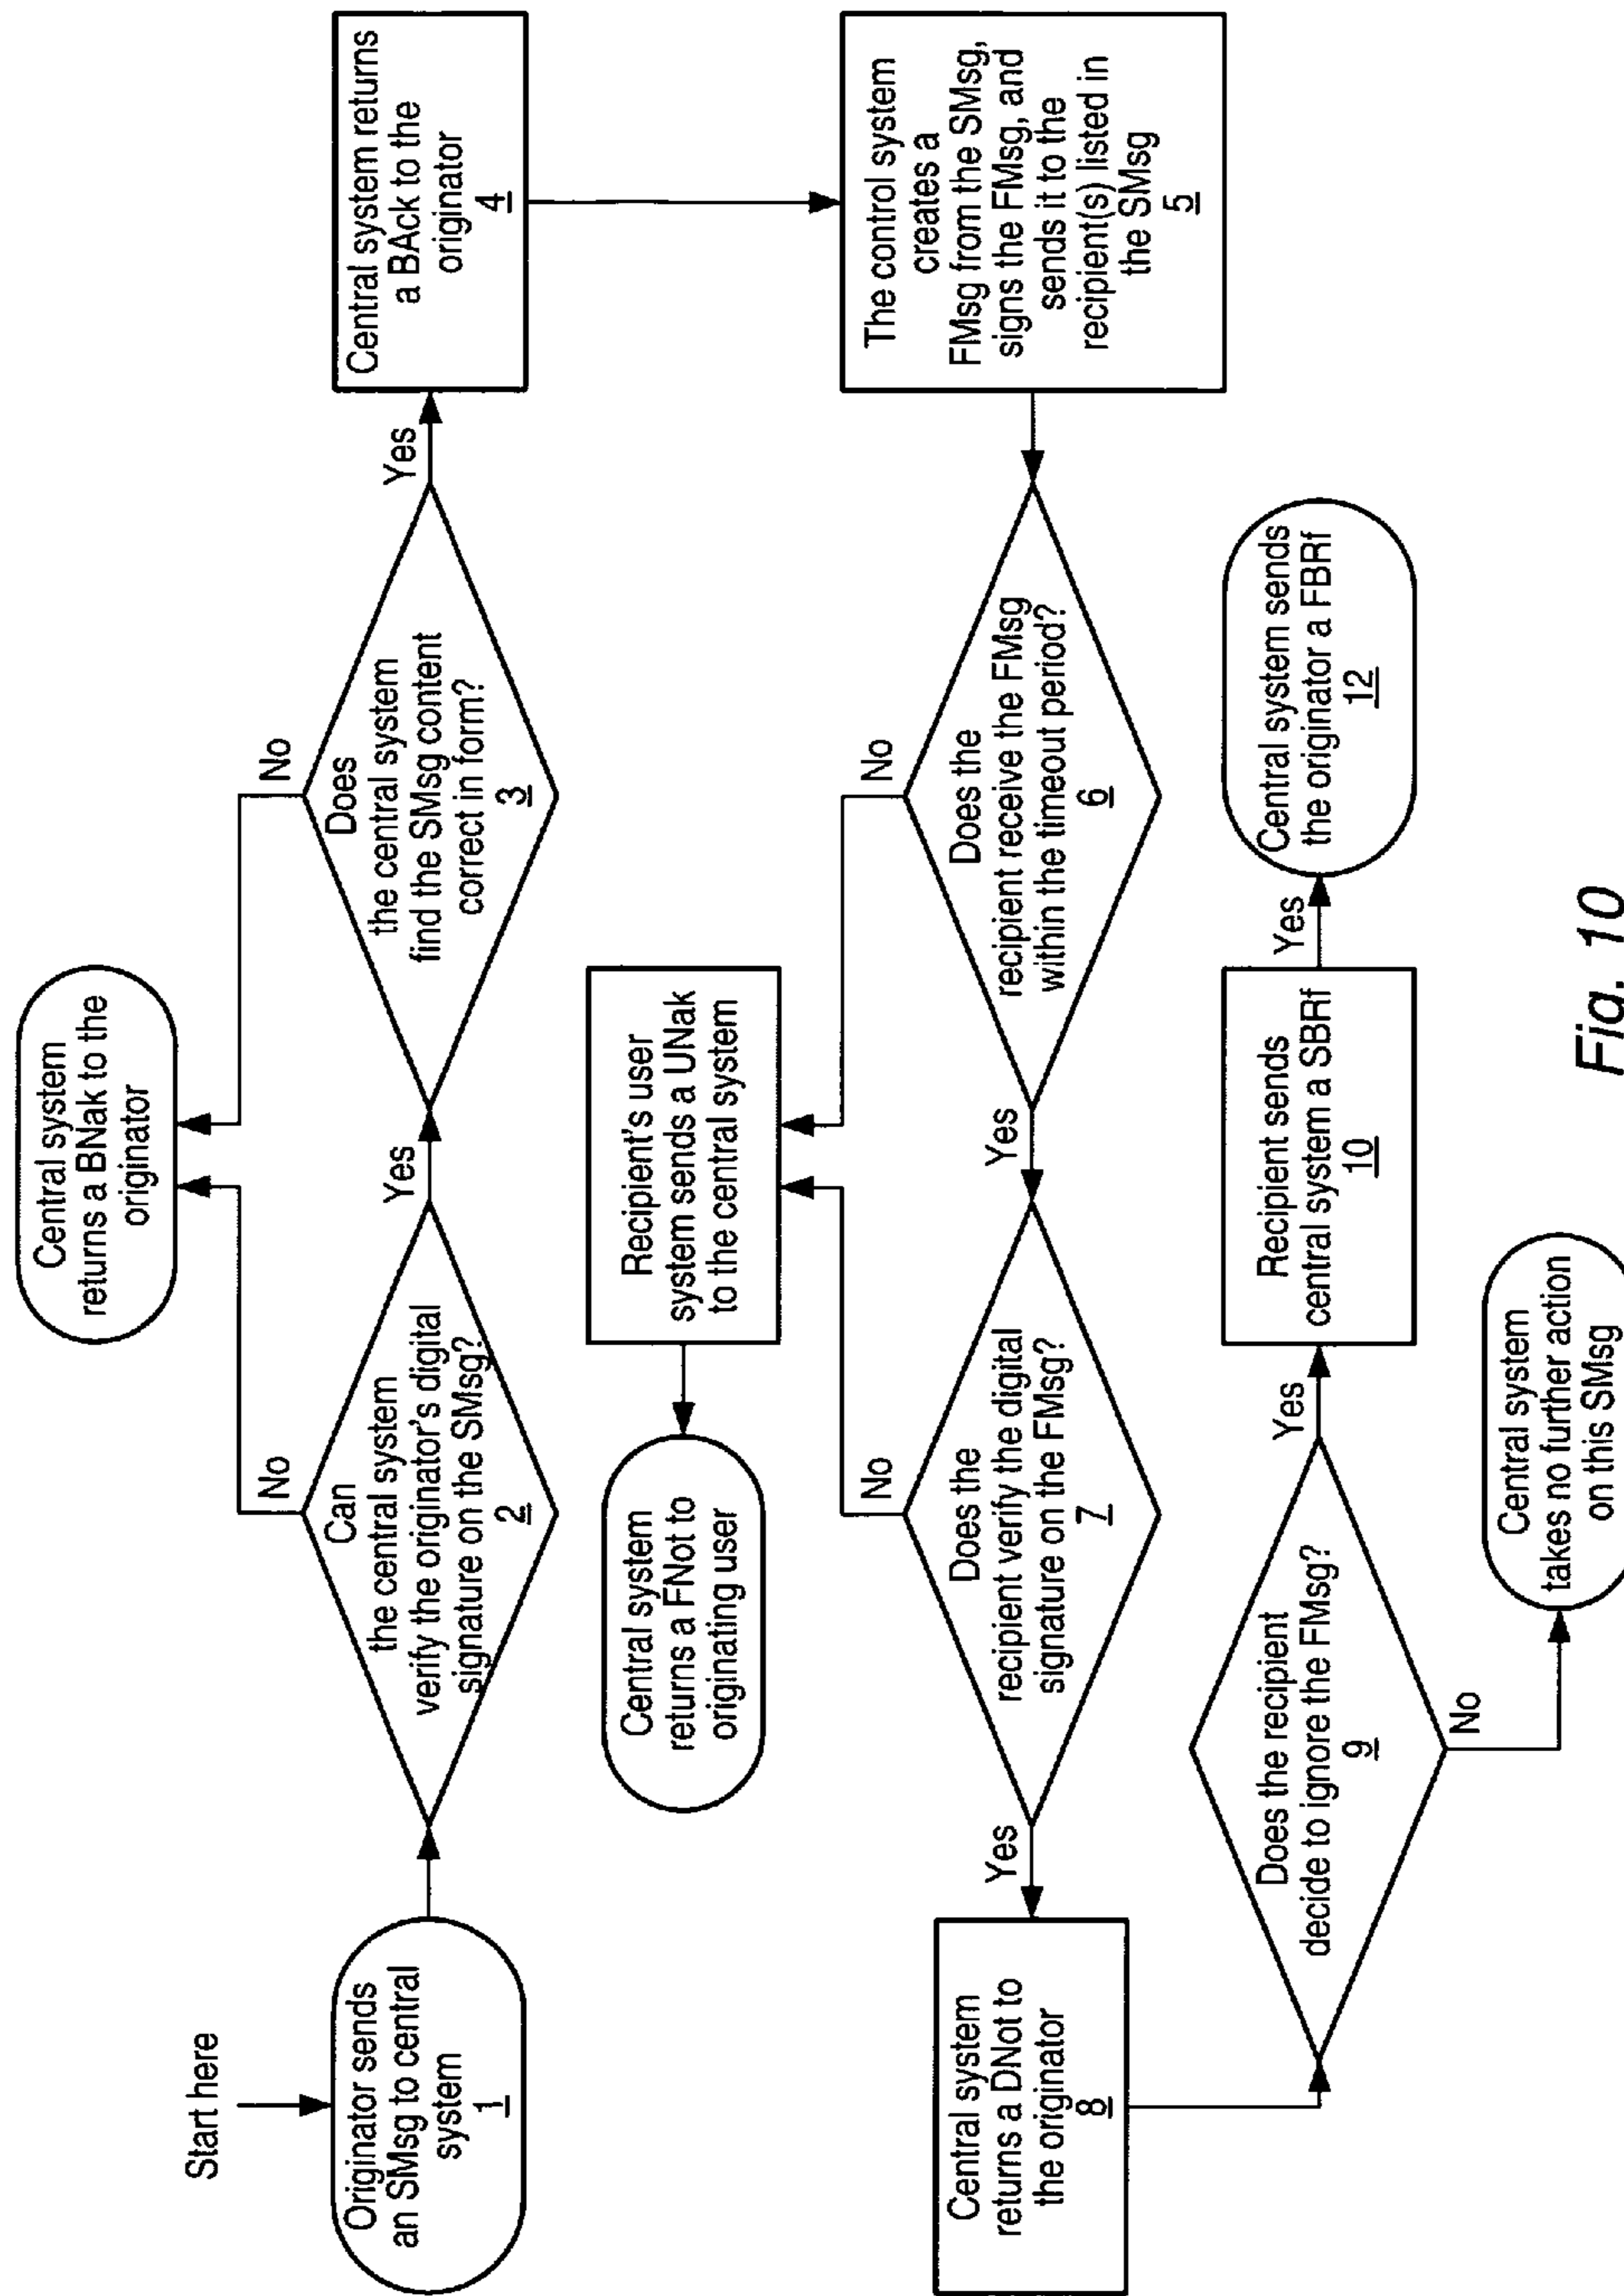 Start here
Originator sends
an SMsg to central
system
1
Can
the central system
verify the originator's digital
signature on the SMsg?
2
No
Yes
Central system
returns a BNak to the
originator
Does
the central system
find the SMsg content
correct in form?
3
No
Yes
Central system returns
a BAck to the
originator
4
The control system
creates a
FMsg from the SMsg,
signs the FMsg, and
sends it to the
recipient(s) listed in
the SMsg
5
Does the
recipient receive the FMsg
within the timeout period?
6
No
Yes
Recipient's user
system sends a UNak
to the central system
Central system
returns a FNot to
originating user
Does the
recipient verify the digital
signature on the FMsg?
7
No
Yes
Central system
returns a DNot to
the originator
8
Does the recipient
decide to ignore the FMsg?
9
Yes
No
Recipient sends
central system a SBRf
10
Yes
Central system sends
the originator a FBRf
12
Central system
takes no further action
on this SMsg
Fig. 10